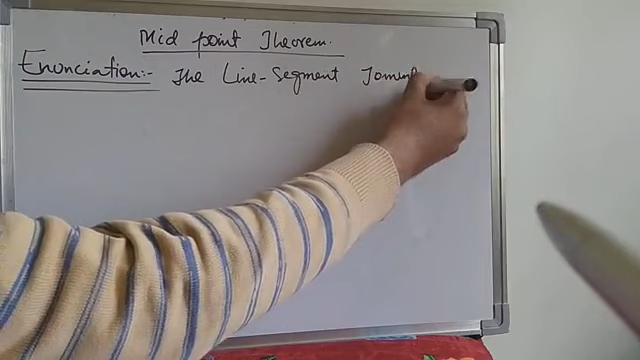 Mid point Theorem.
Enunciation:- The Line-Segment